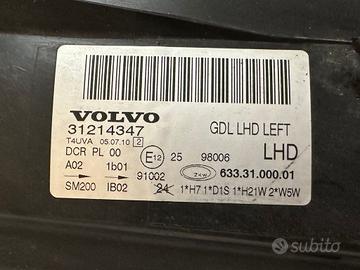 VOLVO
31214347
GDL LHD LEFT
T4UVA 05.07.10 2
LHD
DCR PL 00
E12 25 98006
A02 1b01
91002
24W
633.31.000.01
SM200 IB02
24
1*H7 1*D1S 1*H21W 2*W5W
subito